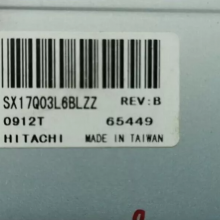 SX17Q03L6BLZZ REV:B
0912T 65449
HITACHI MADE IN TAIWAN